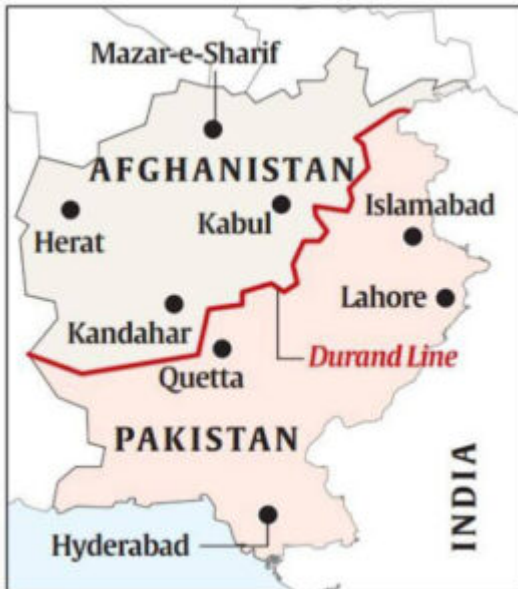 Mazar-e-Sharif
AFGHANISTAN
Kabul
Islamabad
Herat
Lahore
Kandahar
Durand Line
Quetta
PAKISTAN
INDIA
Hyderabad